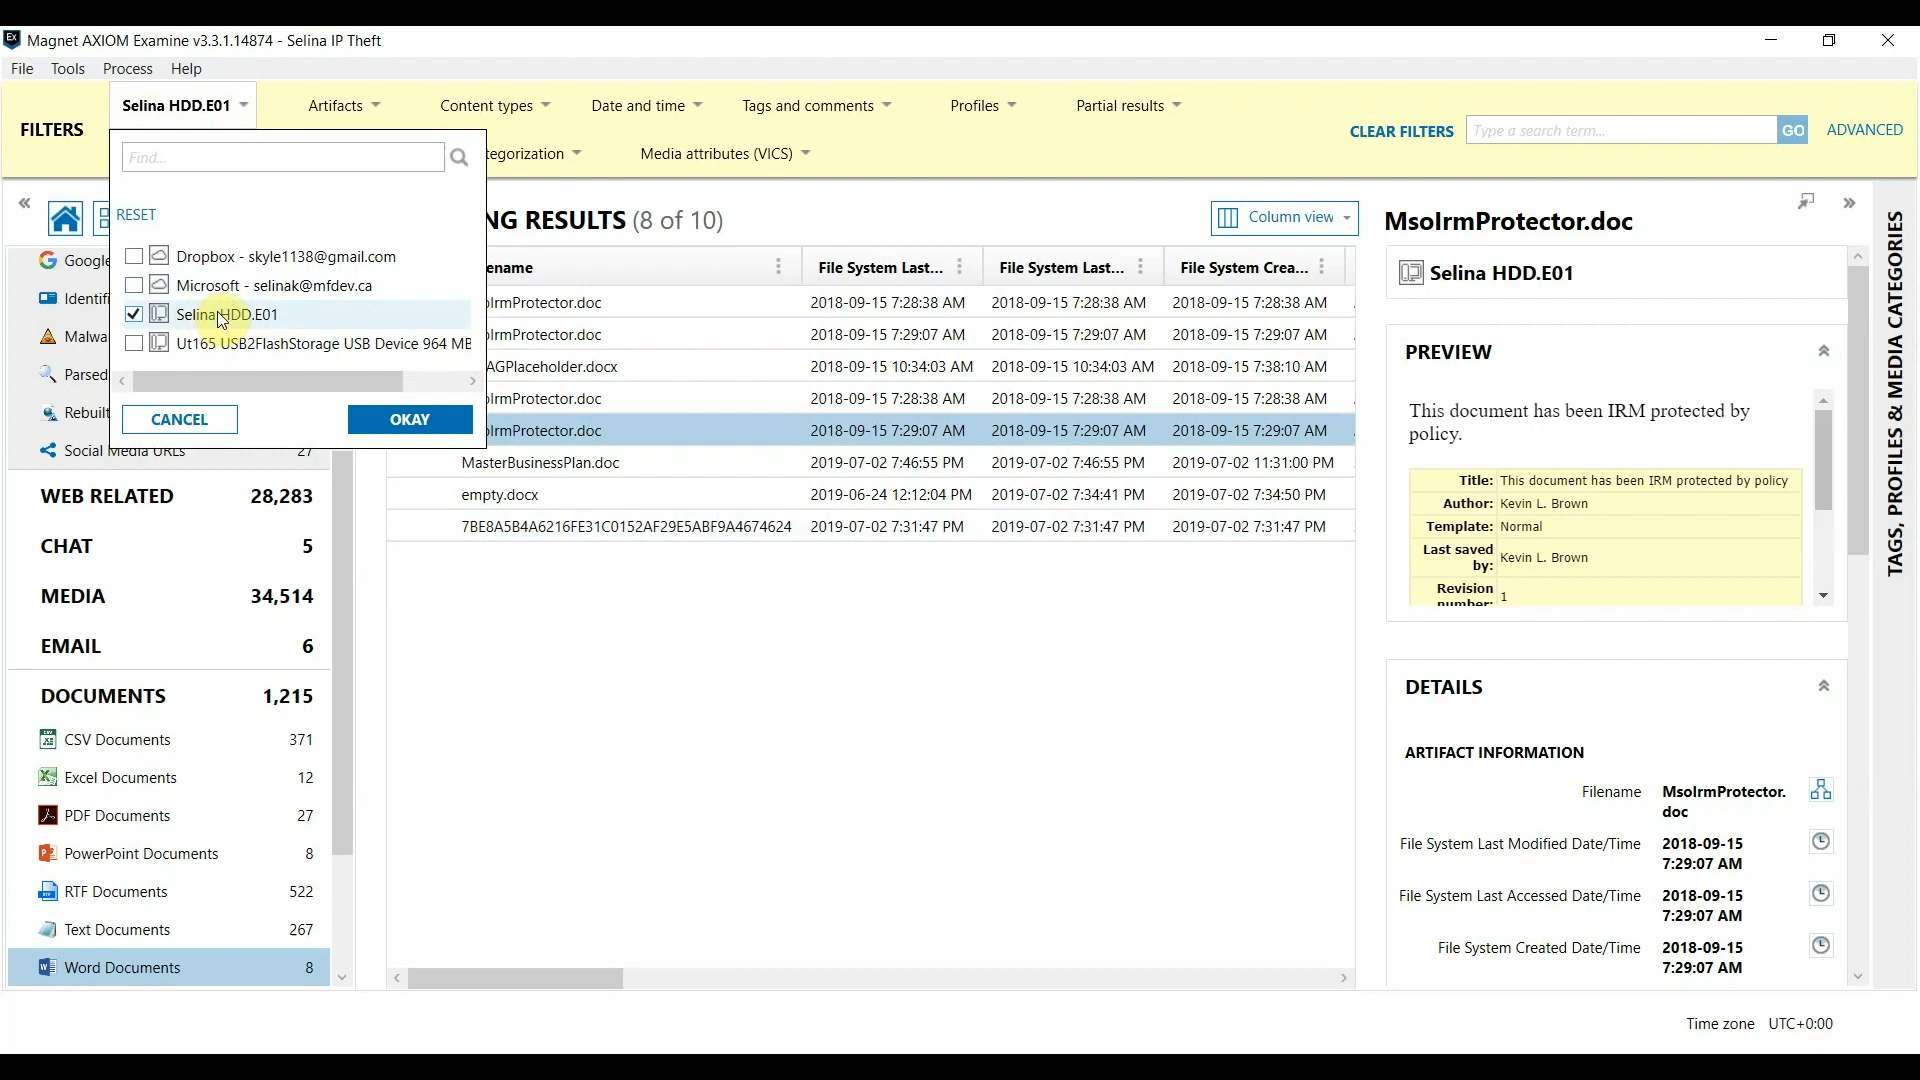 Magnet AXIOM Examine v3.3.1.14874 - Selina IP Theft
File Tools Process Help
FILTERS
Selina HDD.E01
Artifacts
Content types
Date and time
Tags and comments
Profiles
Partial results
tegorization
Media attributes (VICS)
CLEAR FILTERS
Type a search term...
GO
ADVANCED
Find...
RESET
Dropbox - skyle1138@gmail.com
Microsoft - selinak@mfdev.ca
Selina HDD.E01
Ut165 USB2FlashStorage USB Device 964 MB
CANCEL
OKAY
Google
Identif
Malwa
Parsed
Rebuilt
Social Media URLs 27
WEB RELATED 28,283
CHAT 5
MEDIA 34,514
EMAIL 6
DOCUMENTS 1,215
CSV Documents 371
Excel Documents 12
PDF Documents 27
PowerPoint Documents 8
RTF Documents 522
Text Documents 267
Word Documents 8
NG RESULTS (8 of 10)
Column view
ename File System Last... File System Last... File System Crea...
olrmProtector.doc 2018-09-15 7:28:38 AM 2018-09-15 7:28:38 AM 2018-09-15 7:28:38 AM
olrmProtector.doc 2018-09-15 7:29:07 AM 2018-09-15 7:29:07 AM 2018-09-15 7:29:07 AM
AGPlaceholder.docx 2018-09-15 10:34:03 AM 2018-09-15 10:34:03 AM 2018-09-15 7:38:10 AM
olrmProtector.doc 2018-09-15 7:28:38 AM 2018-09-15 7:28:38 AM 2018-09-15 7:28:38 AM
olrmProtector.doc 2018-09-15 7:29:07 AM 2018-09-15 7:29:07 AM 2018-09-15 7:29:07 AM
MasterBusinessPlan.doc 2019-07-02 7:46:55 PM 2019-07-02 7:46:55 PM 2019-07-02 11:31:00 PM
empty.docx 2019-06-24 12:12:04 PM 2019-07-02 7:34:41 PM 2019-07-02 7:34:50 PM
7BE8A5B4A6216FE31C0152AF29E5ABF9A4674624 2019-07-02 7:31:47 PM 2019-07-02 7:31:47 PM 2019-07-02 7:31:47 PM
MsoIrmProtector.doc
Selina HDD.E01
PREVIEW
This document has been IRM protected by
policy.
Title: This document has been IRM protected by policy
Author: Kevin L. Brown
Template: Normal
Last saved
by: Kevin L. Brown
Revision
number: 1
DETAILS
ARTIFACT INFORMATION
Filename MsoIrmProtector.
doc
File System Last Modified Date/Time 2018-09-15
7:29:07 AM
File System Last Accessed Date/Time 2018-09-15
7:29:07 AM
File System Created Date/Time 2018-09-15
7:29:07 AM
TAGS, PROFILES & MEDIA CATEGORIES
Time zone UTC+0:00